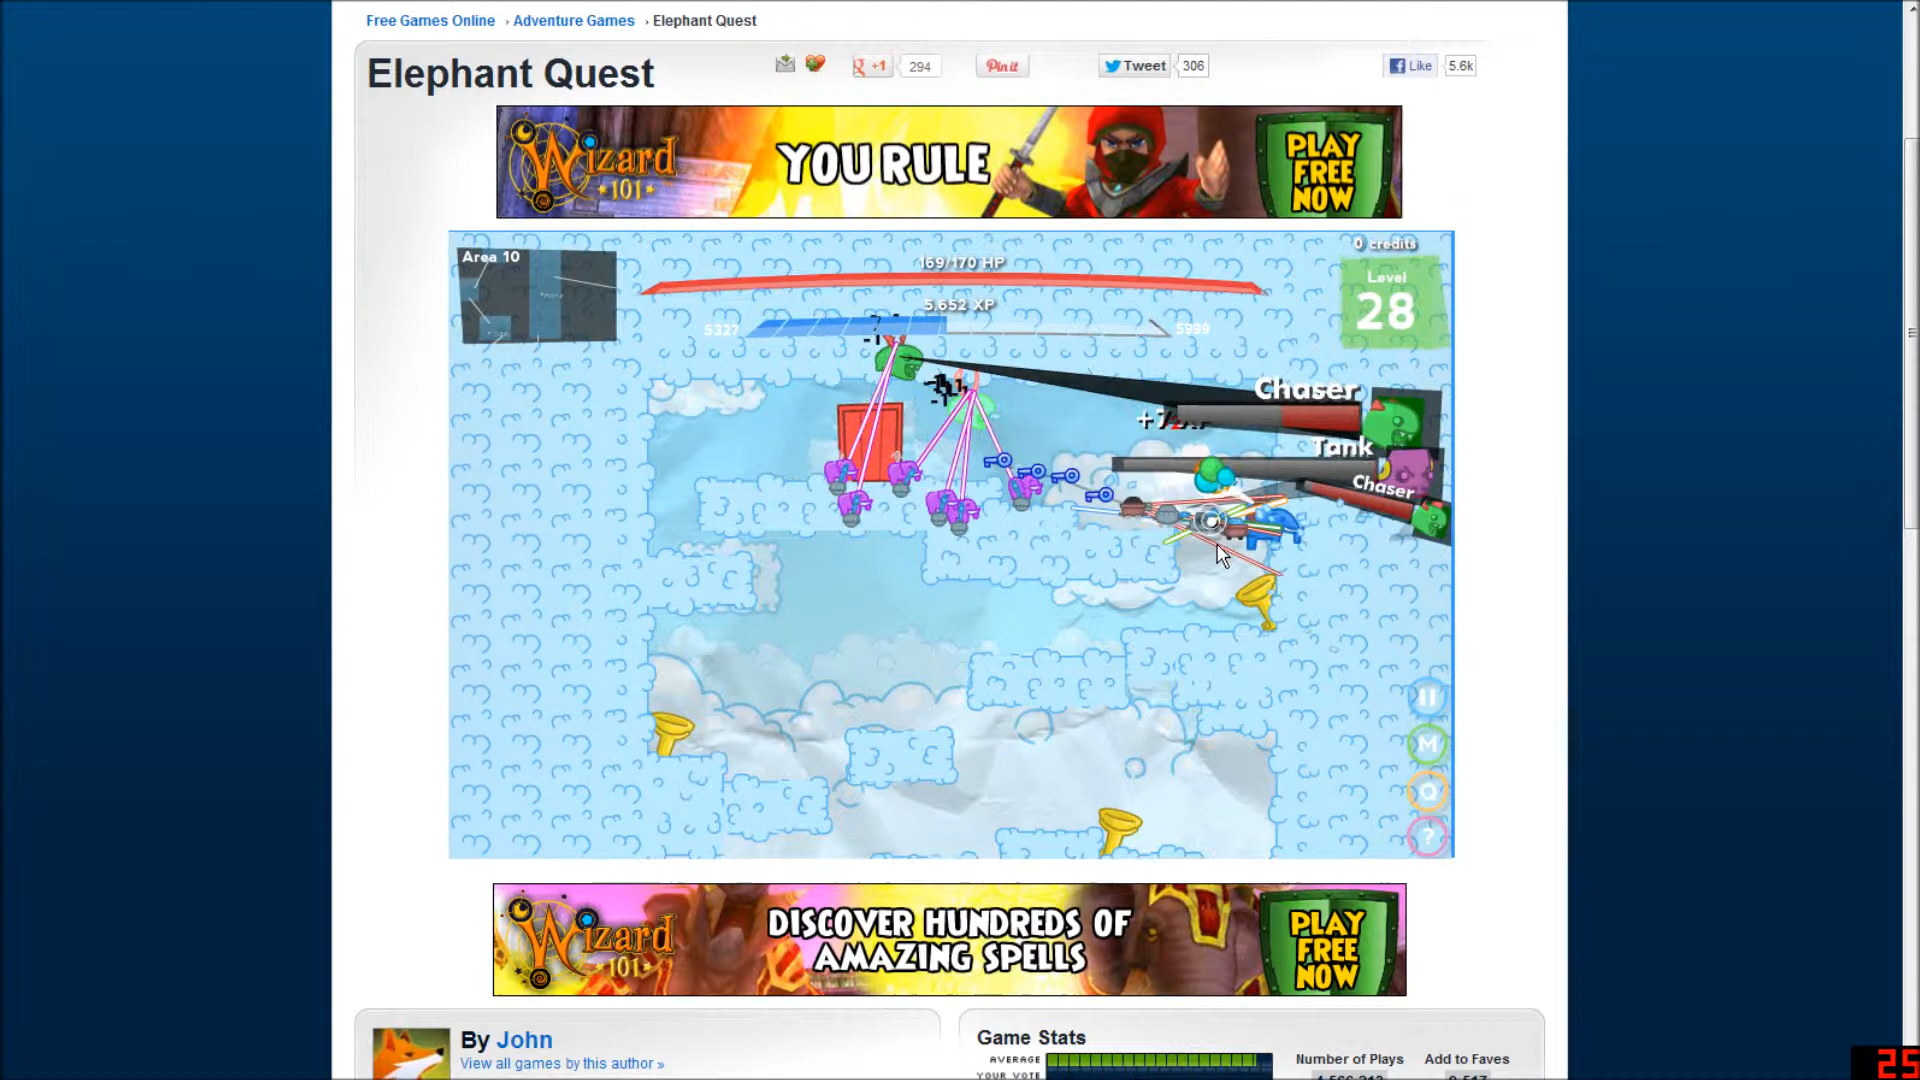 Free Games Online › Adventure Games › Elephant Quest
Elephant Quest
+1 294 Pin it Tweet 306 Like 5.6k
Wizard 101
YOU RULE
PLAY FREE NOW
Area 10
169/170 HP
0 credits
Level
28
5,652 XP
5327
5999
Chaser
Tank
Chaser
M
Q
?
Wizard 101
DISCOVER HUNDREDS OF
AMAZING SPELLS
PLAY FREE NOW
By John
View all games by this author »
Game Stats
AVERAGE
YOUR VOTE
Number of Plays
Add to Faves
25